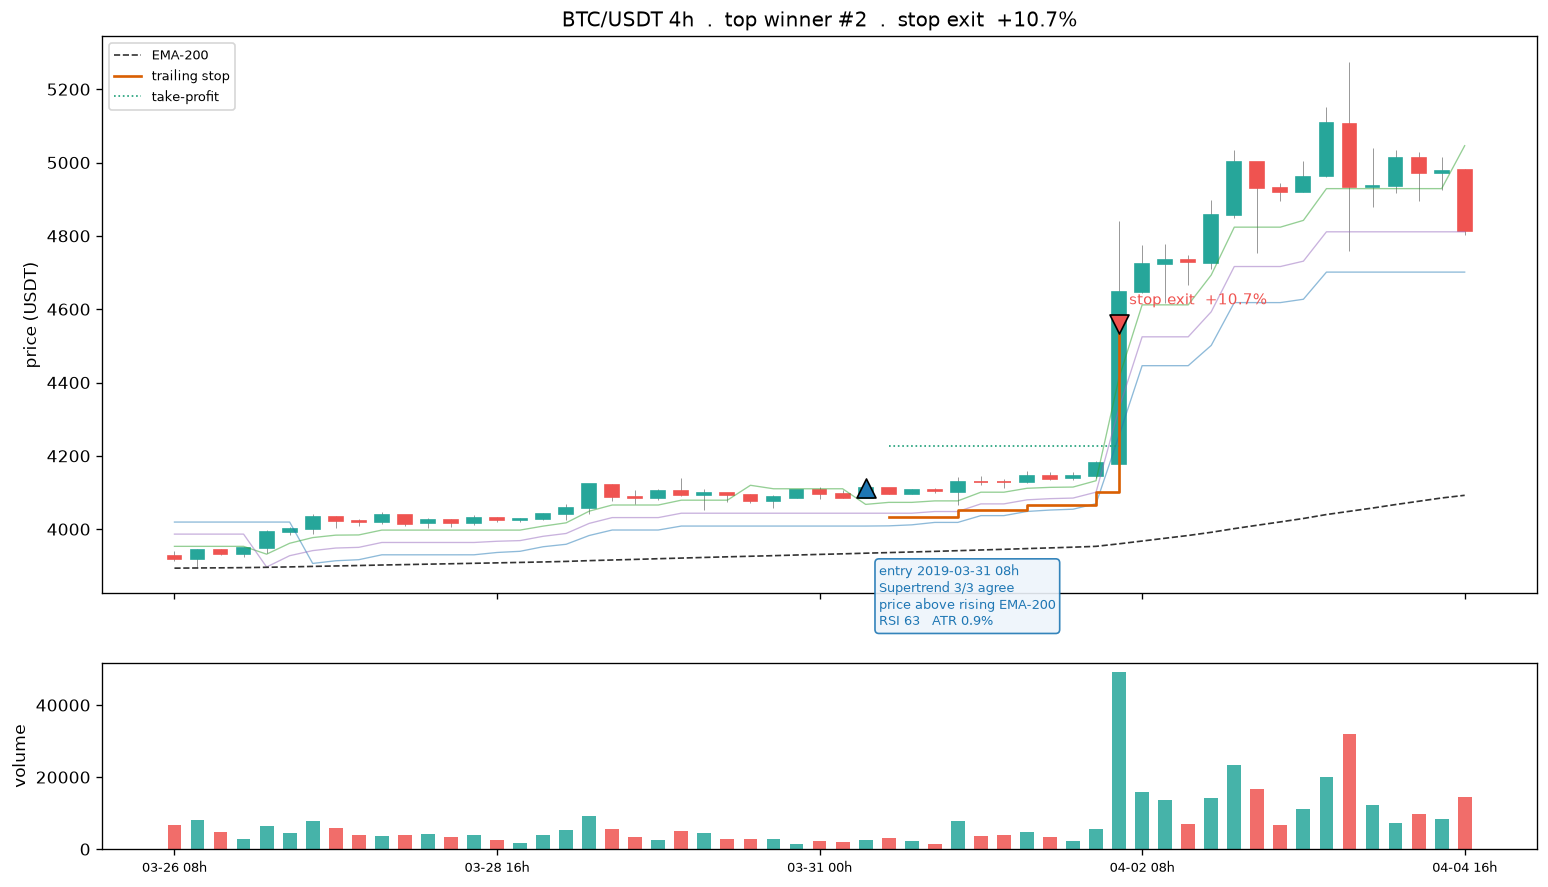 BTC/USDT 4h . top winner #2 . stop exit +10.7%
EMA-200
trailing stop
take-profit
price (USDT)
5200
5000
4800
4600
4400
4200
4000
stop exit +10.7%
entry 2019-03-31 08h
Supertrend 3/3 agree
price above rising EMA-200
RSI 63 ATR 0.9%
volume
40000
20000
0
03-26 08h
03-28 16h
03-31 00h
04-02 08h
04-04 16h